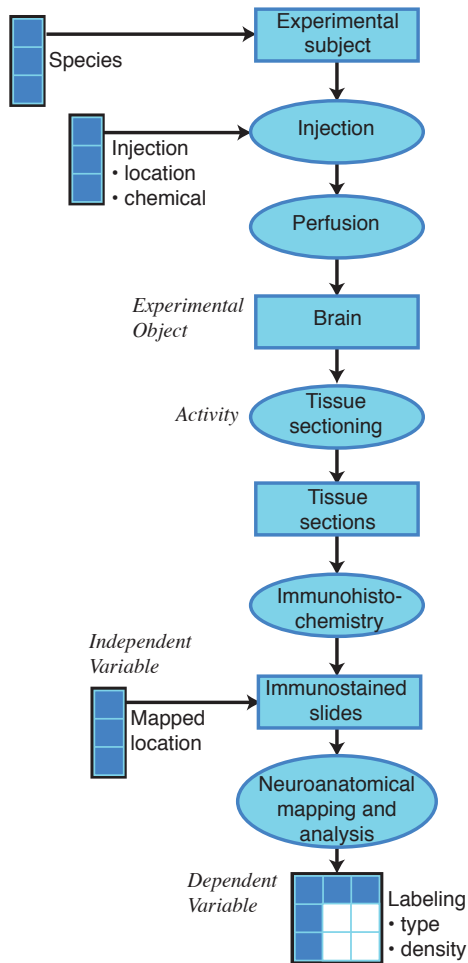 Experimental
subject
Species
Injection
Injection
• location
• chemical
Perfusion
Experimental
Object
Brain
Activity
Tissue
sectioning
Tissue
sections
Immunohisto-
chemistry
Independent
Variable
Immunostained
slides
Mapped
location
Neuroanatomical
mapping and
analysis
Dependent
Variable
Labeling
• type
• density